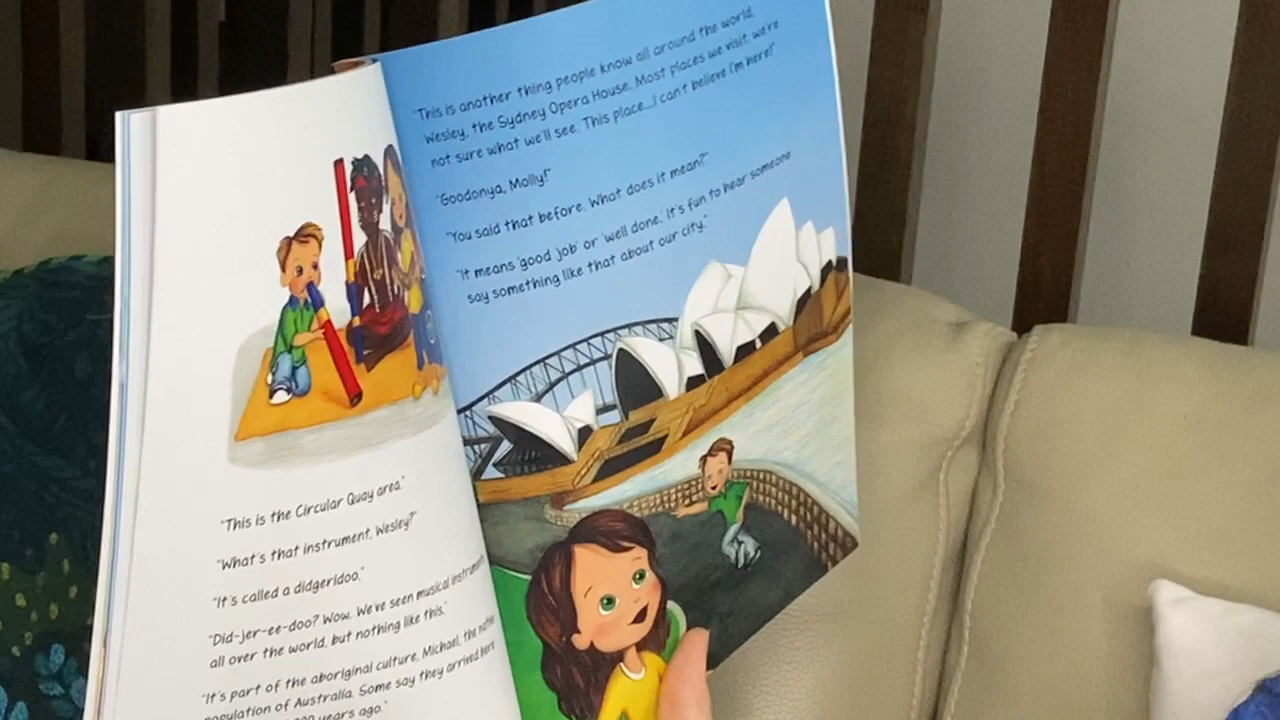 "This is the Circular Quay area."
"What's that instrument, Wesley?"
"It's called a didgeridoo."
"Did-jer-ee-doo? Wow. We've seen musical instruments
all over the world, but nothing like this."
"It's part of the aboriginal culture, Michael, the native
population of Australia. Some say they arrived here
years ago."
"This is another thing people know all around the world,
Wesley, the Sydney Opera House. Most places we visit, we're
not sure what we'll see. This place...I can't believe I'm here!"
"Goodonya, Molly!"
"You said that before. What does it mean?"
"It means 'good job' or 'well done.' It's fun to hear someone
say something like that about our city."